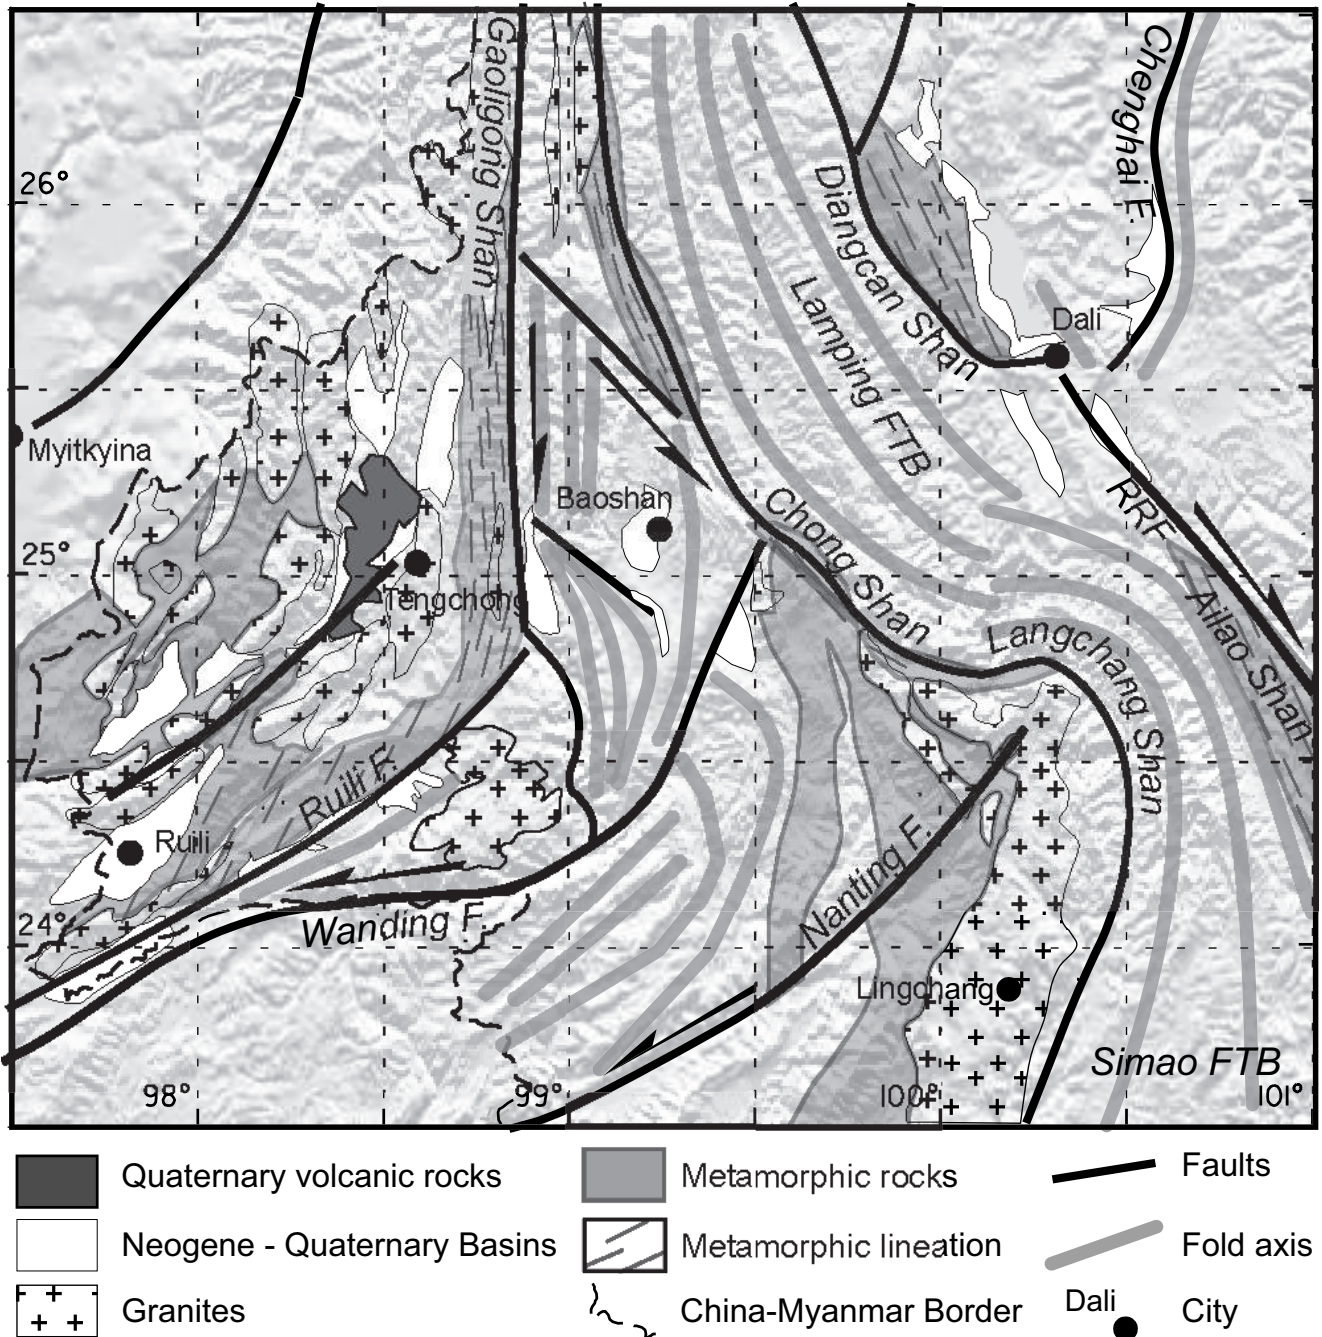 Gaoligong Shan
Chenghai F.
26°
Diangcan Shan
Lamping FTB
Dali
Myitkyina
Baoshan
RRF
Chong Shan
25°
Tengchong
Langchang Shan
Ailao Shan
Ruili F.
Ruili
Nanting F.
24°
Wanding F.
Lingchang
Simao FTB
98°
99°
100°
101°
Quaternary volcanic rocks
Metamorphic rocks
Faults
Neogene - Quaternary Basins
Metamorphic lineation
Fold axis
Granites
China-Myanmar Border
Dali
City